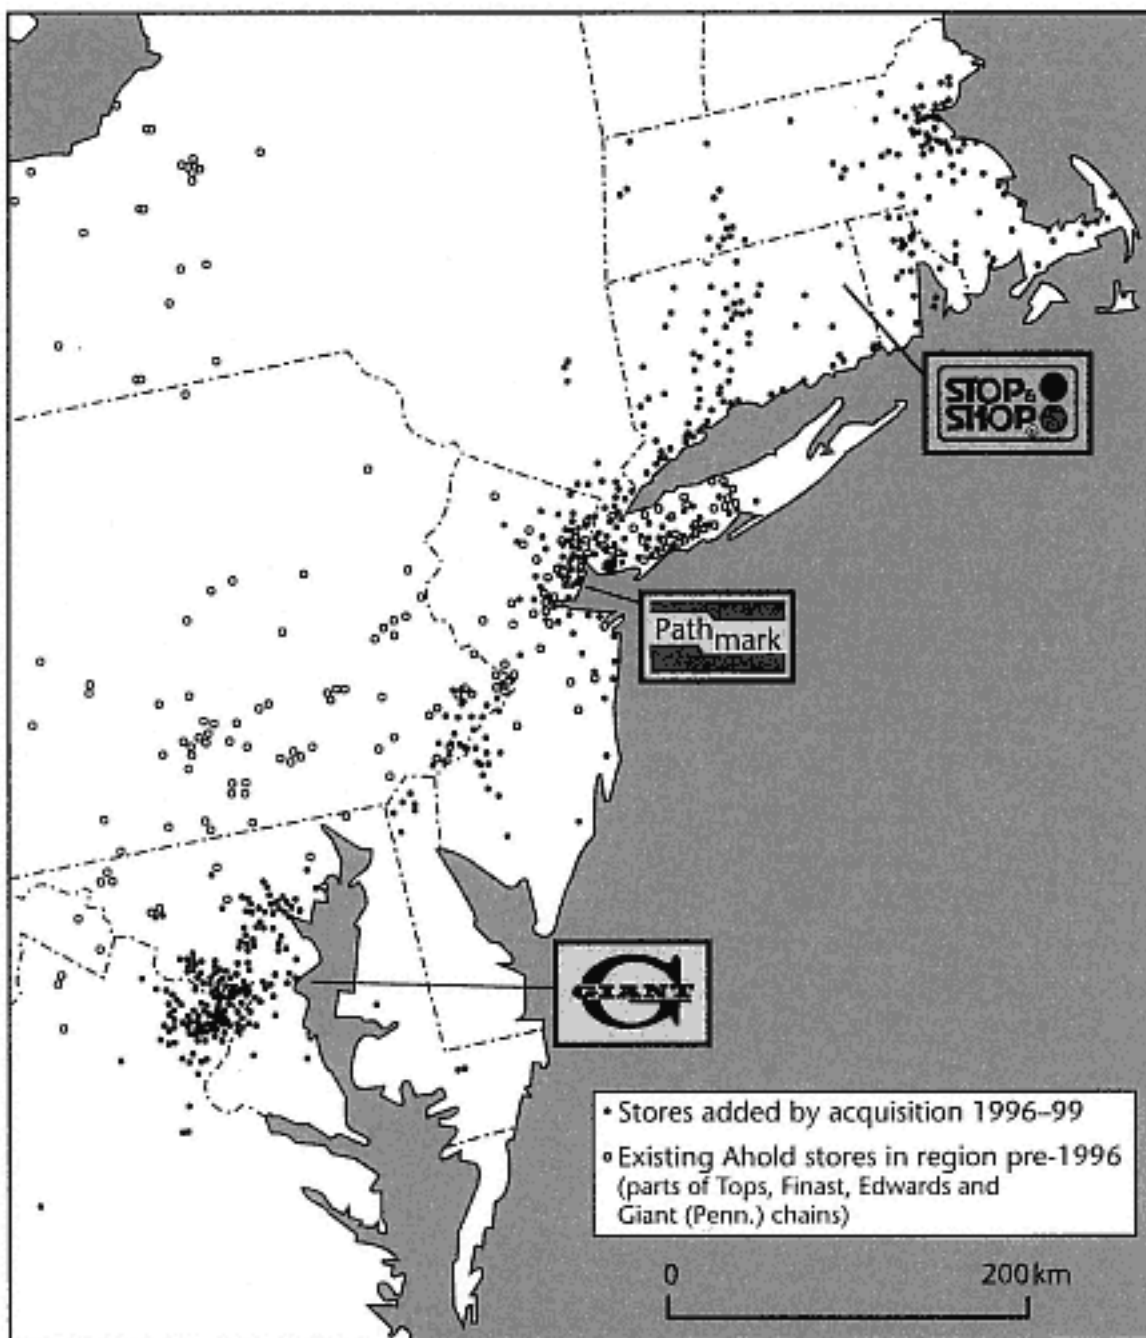 STOP &
SHOP
Path
mark
GIANT
• Stores added by acquisition 1996–99
o Existing Ahold stores in region pre-1996
(parts of Tops, Finast, Edwards and
Giant (Penn.) chains)
0 200 km